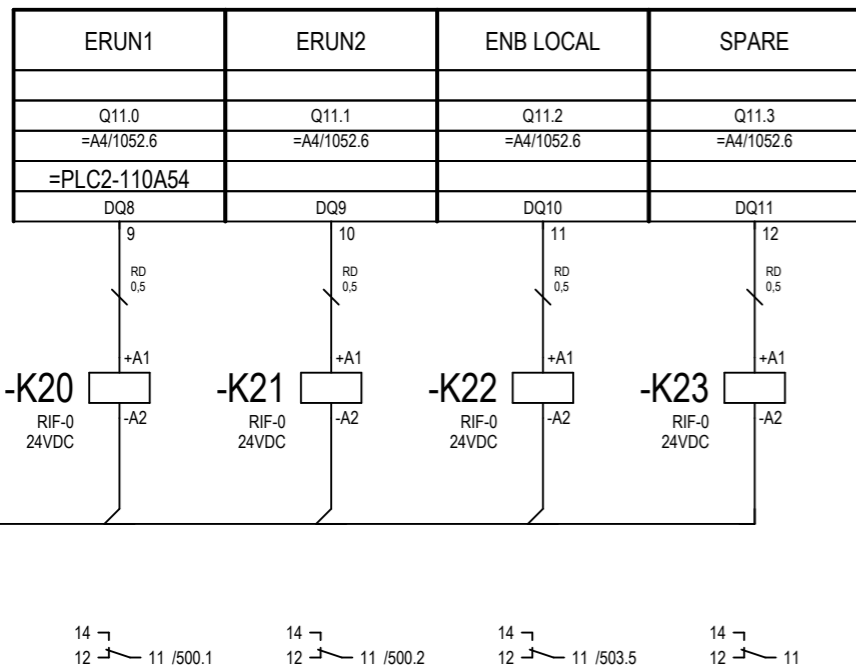 ERUN1 ERUN2 ENB LOCAL SPARE
Q11.0 Q11.1 Q11.2 Q11.3
=A4/1052.6 =A4/1052.6 =A4/1052.6 =A4/1052.6
=PLC2-110A54
DQ8 DQ9 DQ10 DQ11
9 10 11 12
RD RD RD RD
0,5 0,5 0,5 0,5
+A1 +A1 +A1 +A1
-K20 -K21 -K22 -K23
-A2 -A2 -A2 -A2
RIF-0 RIF-0 RIF-0 RIF-0
24VDC 24VDC 24VDC 24VDC
14 14 14 14
12 11 /500.1 12 11 /500.2 12 11 /503.5 12 11